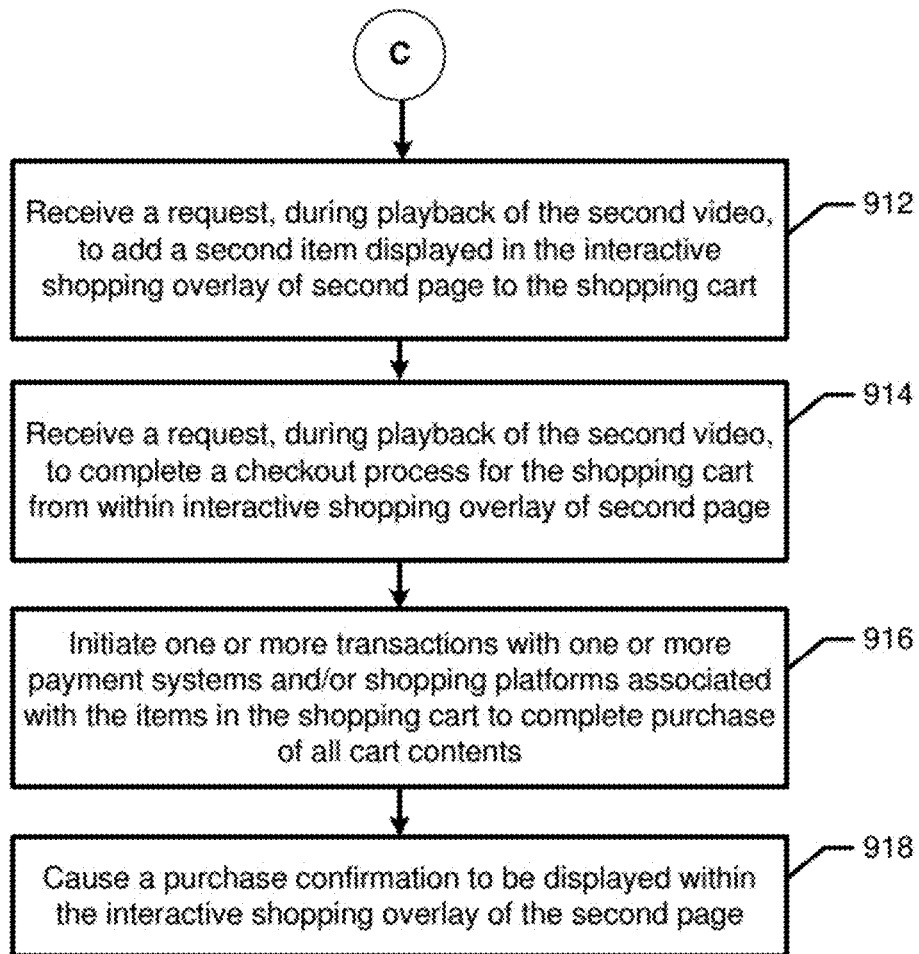 C
Receive a request, during playback of the second video,
to add a second item displayed in the interactive
shopping overlay of second page to the shopping cart
912
Receive a request, during playback of the second video,
to complete a checkout process for the shopping cart
from within interactive shopping overlay of second page
914
Initiate one or more transactions with one or more
payment systems and/or shopping platforms associated
with the items in the shopping cart to complete purchase
of all cart contents
916
Cause a purchase confirmation to be displayed within
the interactive shopping overlay of the second page
918